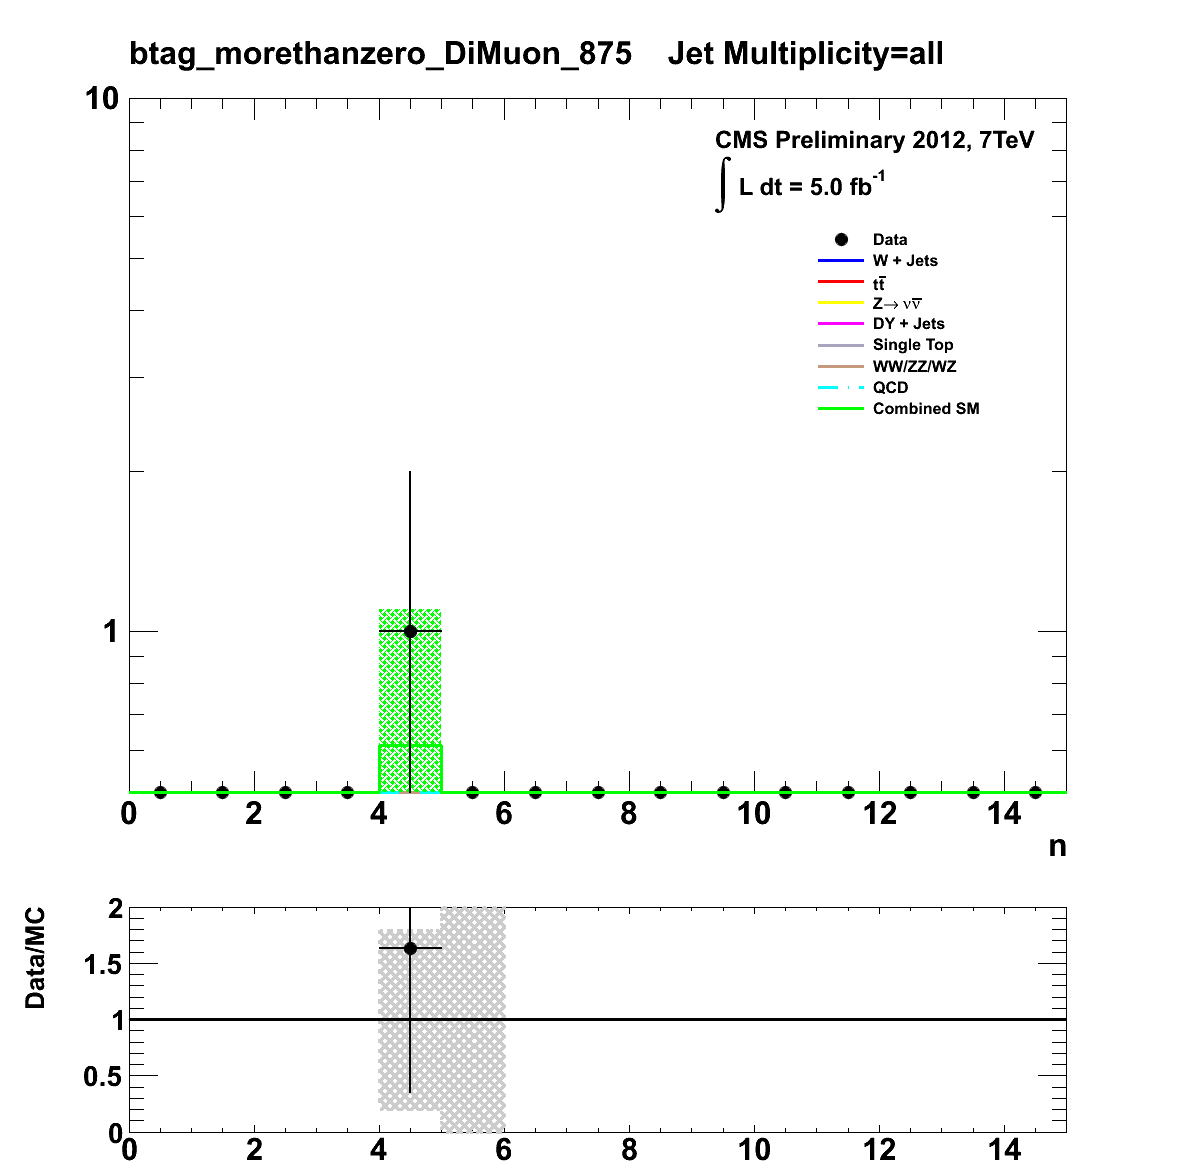 btag_morethanzero_DiMuon_875 Jet Multiplicity=all
10
CMS Preliminary 2012, 7TeV
∫ L dt = 5.0 fb⁻¹
Data
W + Jets
tt̅
Z→ νν̅
DY + Jets
Single Top
WW/ZZ/WZ
QCD
Combined SM
1
0 2 4 6 8 10 12 14
n
Data/MC
2
1.5
1
0.5
0
0 2 4 6 8 10 12 14